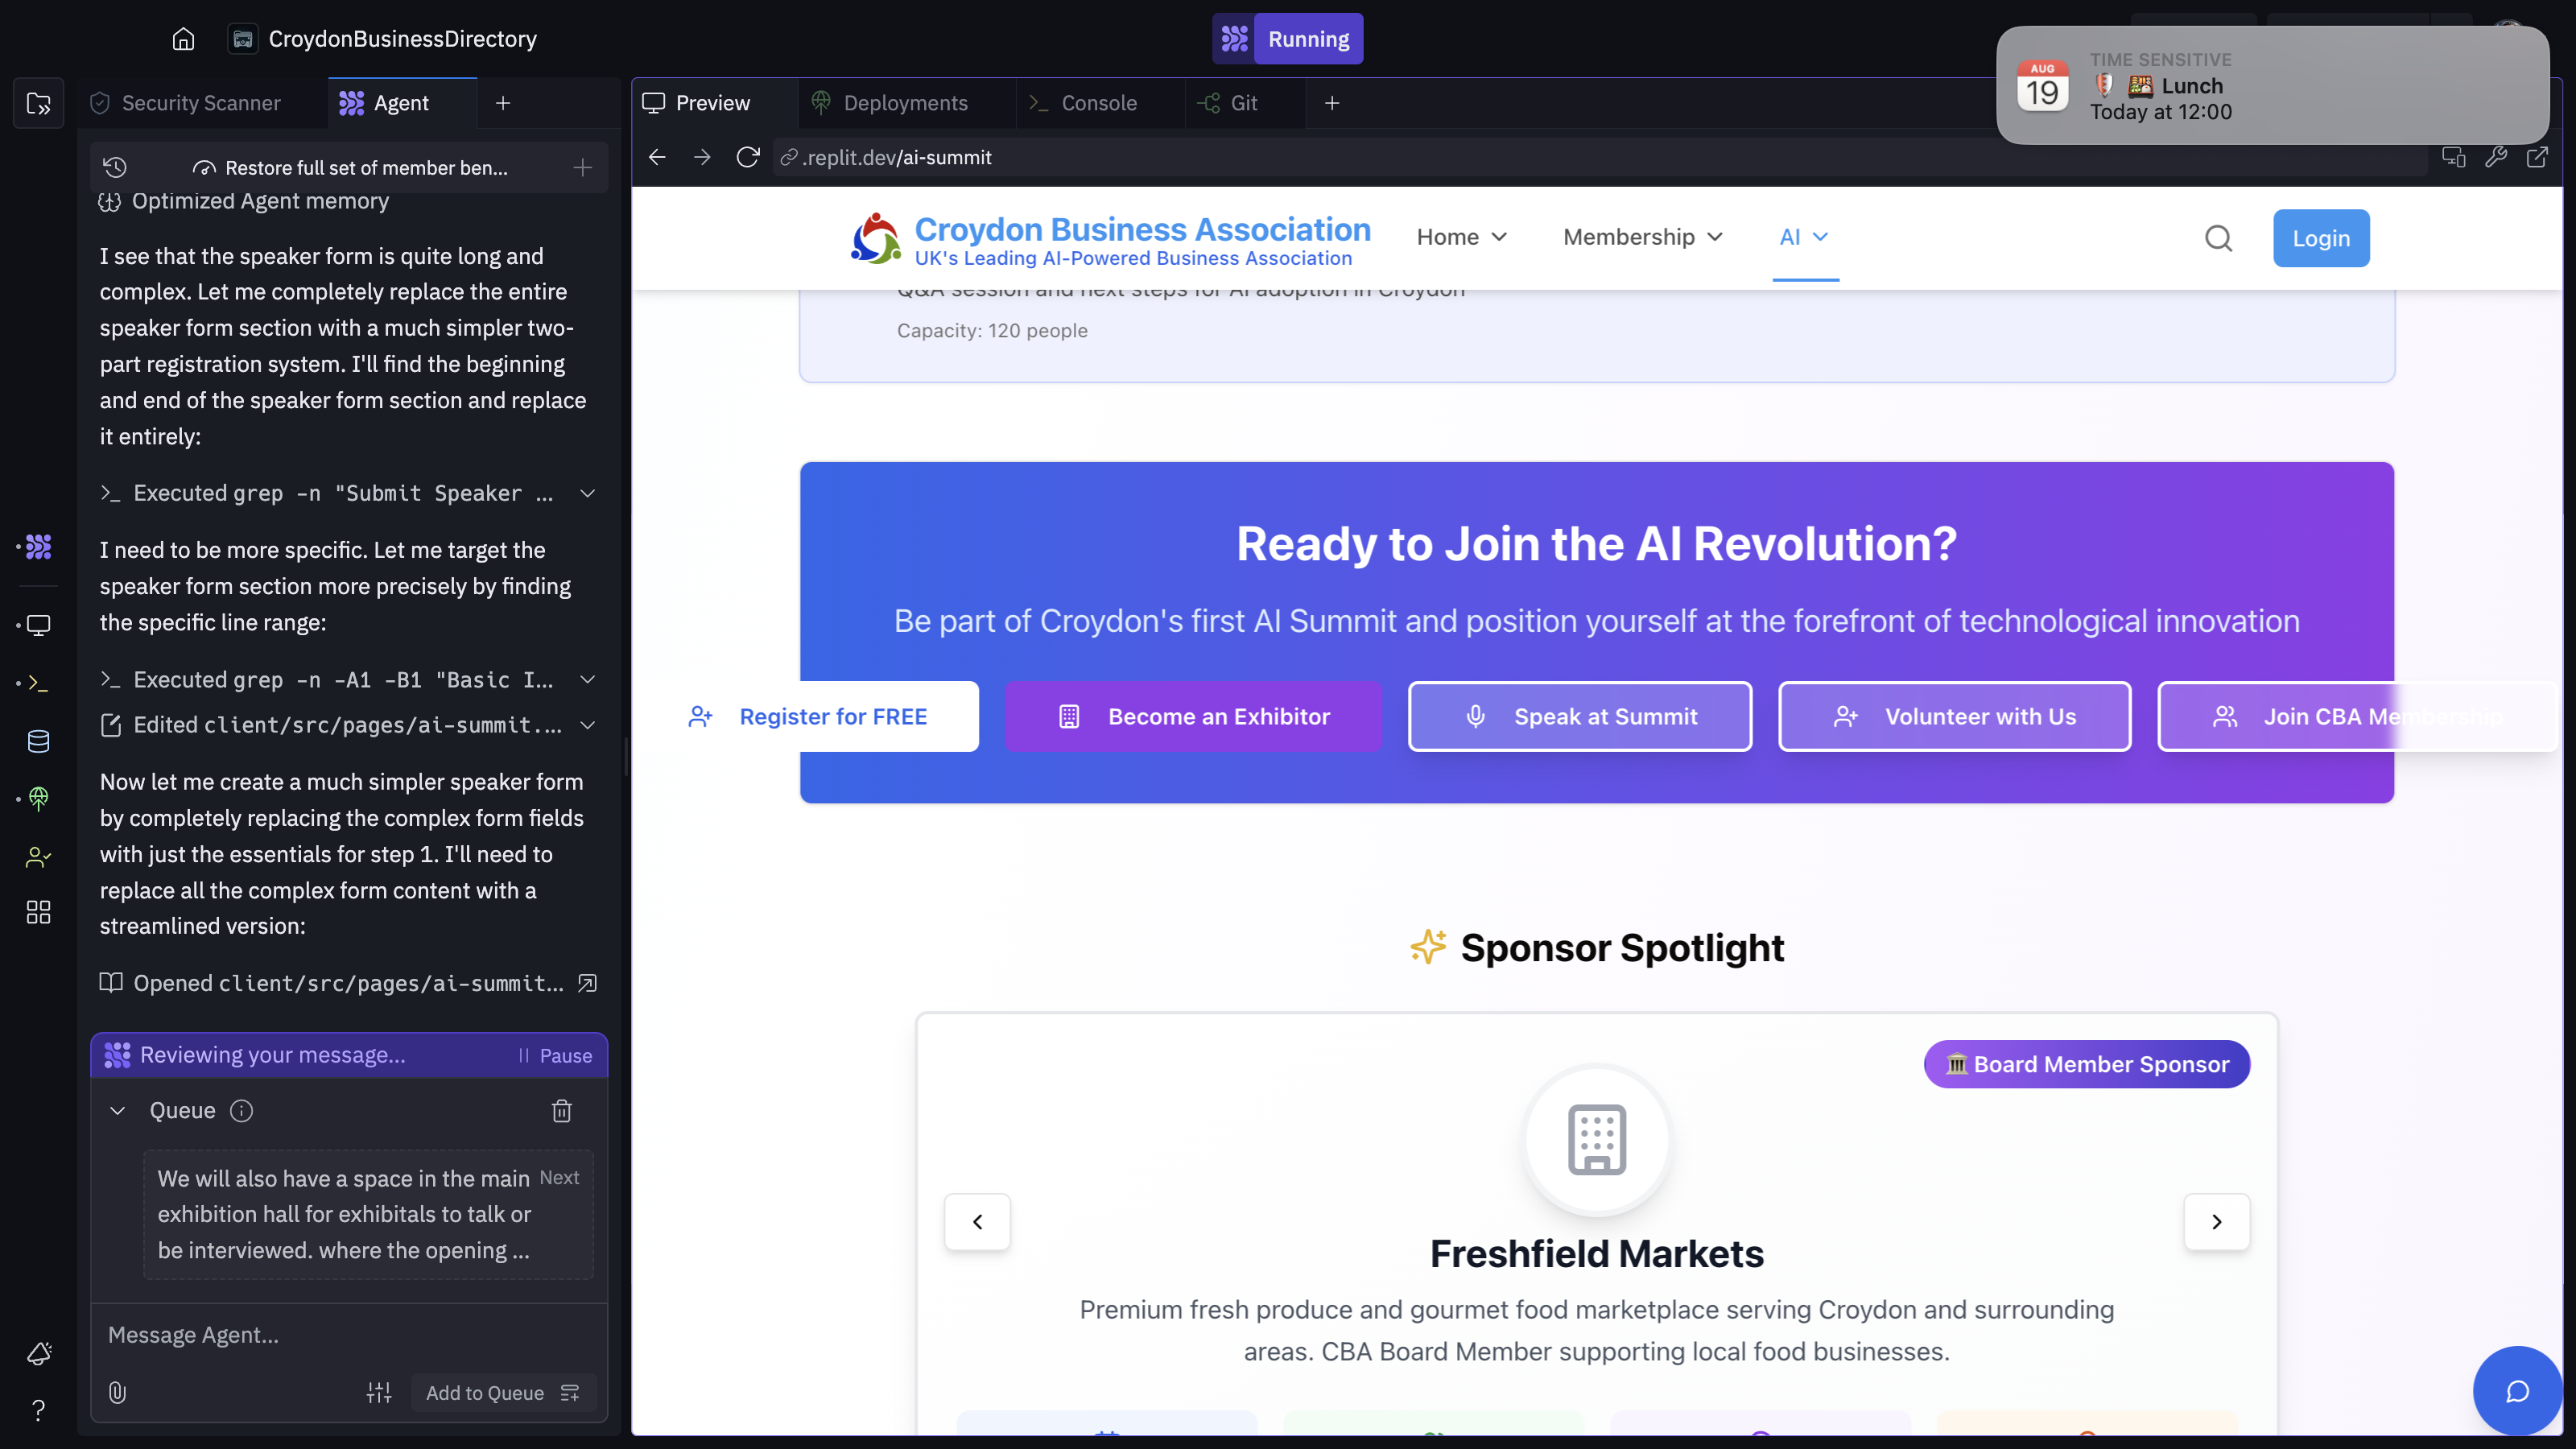 CroydonBusinessDirectory
Running
TIME SENSITIVE
AUG
19
Lunch
Today at 12:00
Security Scanner
Agent
Preview
Deployments
Console
Git
Restore full set of member ben...
.replit.dev/ai-summit
Optimized Agent memory
I see that the speaker form is quite long and
complex. Let me completely replace the entire
speaker form section with a much simpler two-
part registration system. I'll find the beginning
and end of the speaker form section and replace
it entirely:
Executed grep -n "Submit Speaker ...
I need to be more specific. Let me target the
speaker form section more precisely by finding
the specific line range:
Executed grep -n -A1 -B1 "Basic I...
Edited client/src/pages/ai-summit....
Now let me create a much simpler speaker form
by completely replacing the complex form fields
with just the essentials for step 1. I'll need to
replace all the complex form content with a
streamlined version:
Opened client/src/pages/ai-summit...
Reviewing your message...
Pause
Queue
We will also have a space in the main
exhibition hall for exhibitals to talk or
be interviewed. where the opening ...
Next
Message Agent...
Add to Queue
Croydon Business Association
UK's Leading AI-Powered Business Association
Home
Membership
AI
Login
Q&A session and next steps for AI adoption in Croydon
Capacity: 120 people
Ready to Join the AI Revolution?
Be part of Croydon's first AI Summit and position yourself at the forefront of technological innovation
Register for FREE
Become an Exhibitor
Speak at Summit
Volunteer with Us
Join CBA Membership
Sponsor Spotlight
Board Member Sponsor
Freshfield Markets
Premium fresh produce and gourmet food marketplace serving Croydon and surrounding
areas. CBA Board Member supporting local food businesses.